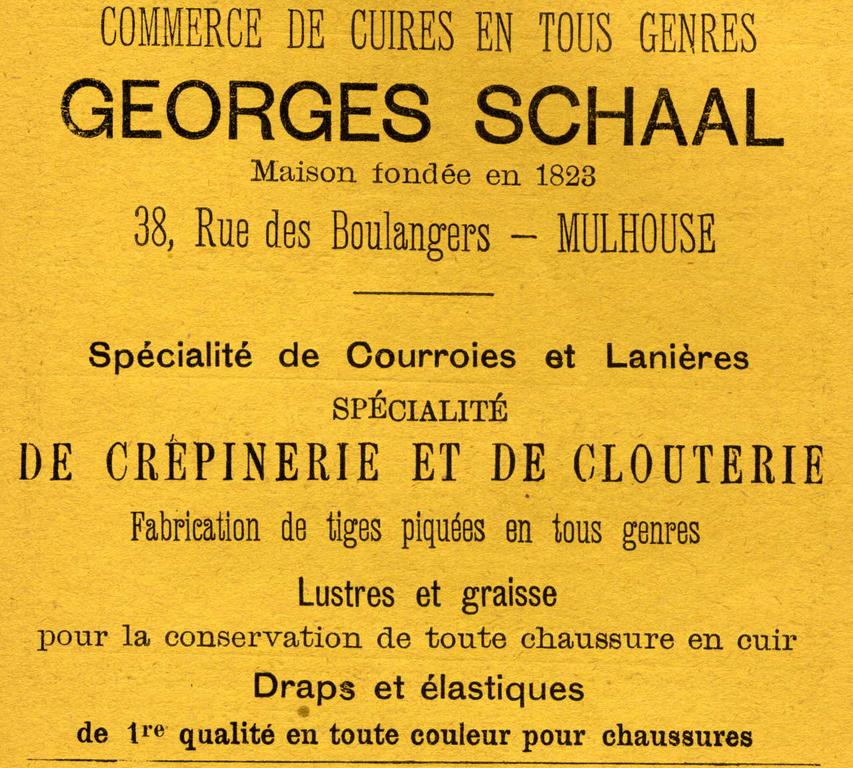 COMMERCE DE CUIRES EN TOUS GENRES
GEORGES SCHAAL
Maison fondée en 1823
38, Rue des Boulangers — MULHOUSE
Spécialité de Courroies et Lanières
SPÉCIALITÉ
DE CRÊPINERIE ET DE CLOUTERIE
Fabrication de tiges piquées en tous genres
Lustres et graisse
pour la conservation de toute chaussure en cuir
Draps et élastiques
de 1re qualité en toute couleur pour chaussures